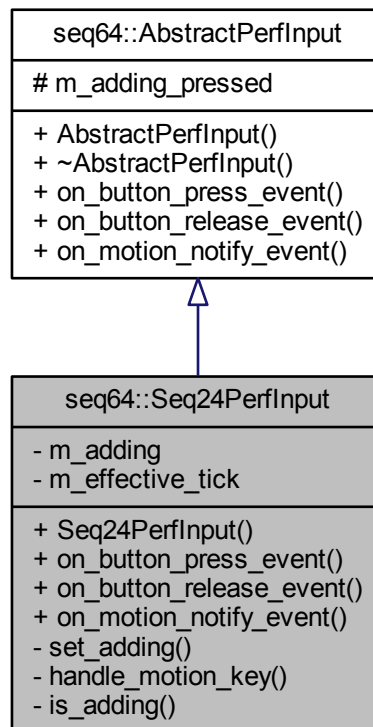 seq64::AbstractPerfInput
# m_adding_pressed
+ AbstractPerfInput()
+ ~AbstractPerfInput()
+ on_button_press_event()
+ on_button_release_event()
+ on_motion_notify_event()
seq64::Seq24PerfInput
- m_adding
- m_effective_tick
+ Seq24PerfInput()
+ on_button_press_event()
+ on_button_release_event()
+ on_motion_notify_event()
- set_adding()
- handle_motion_key()
- is_adding()